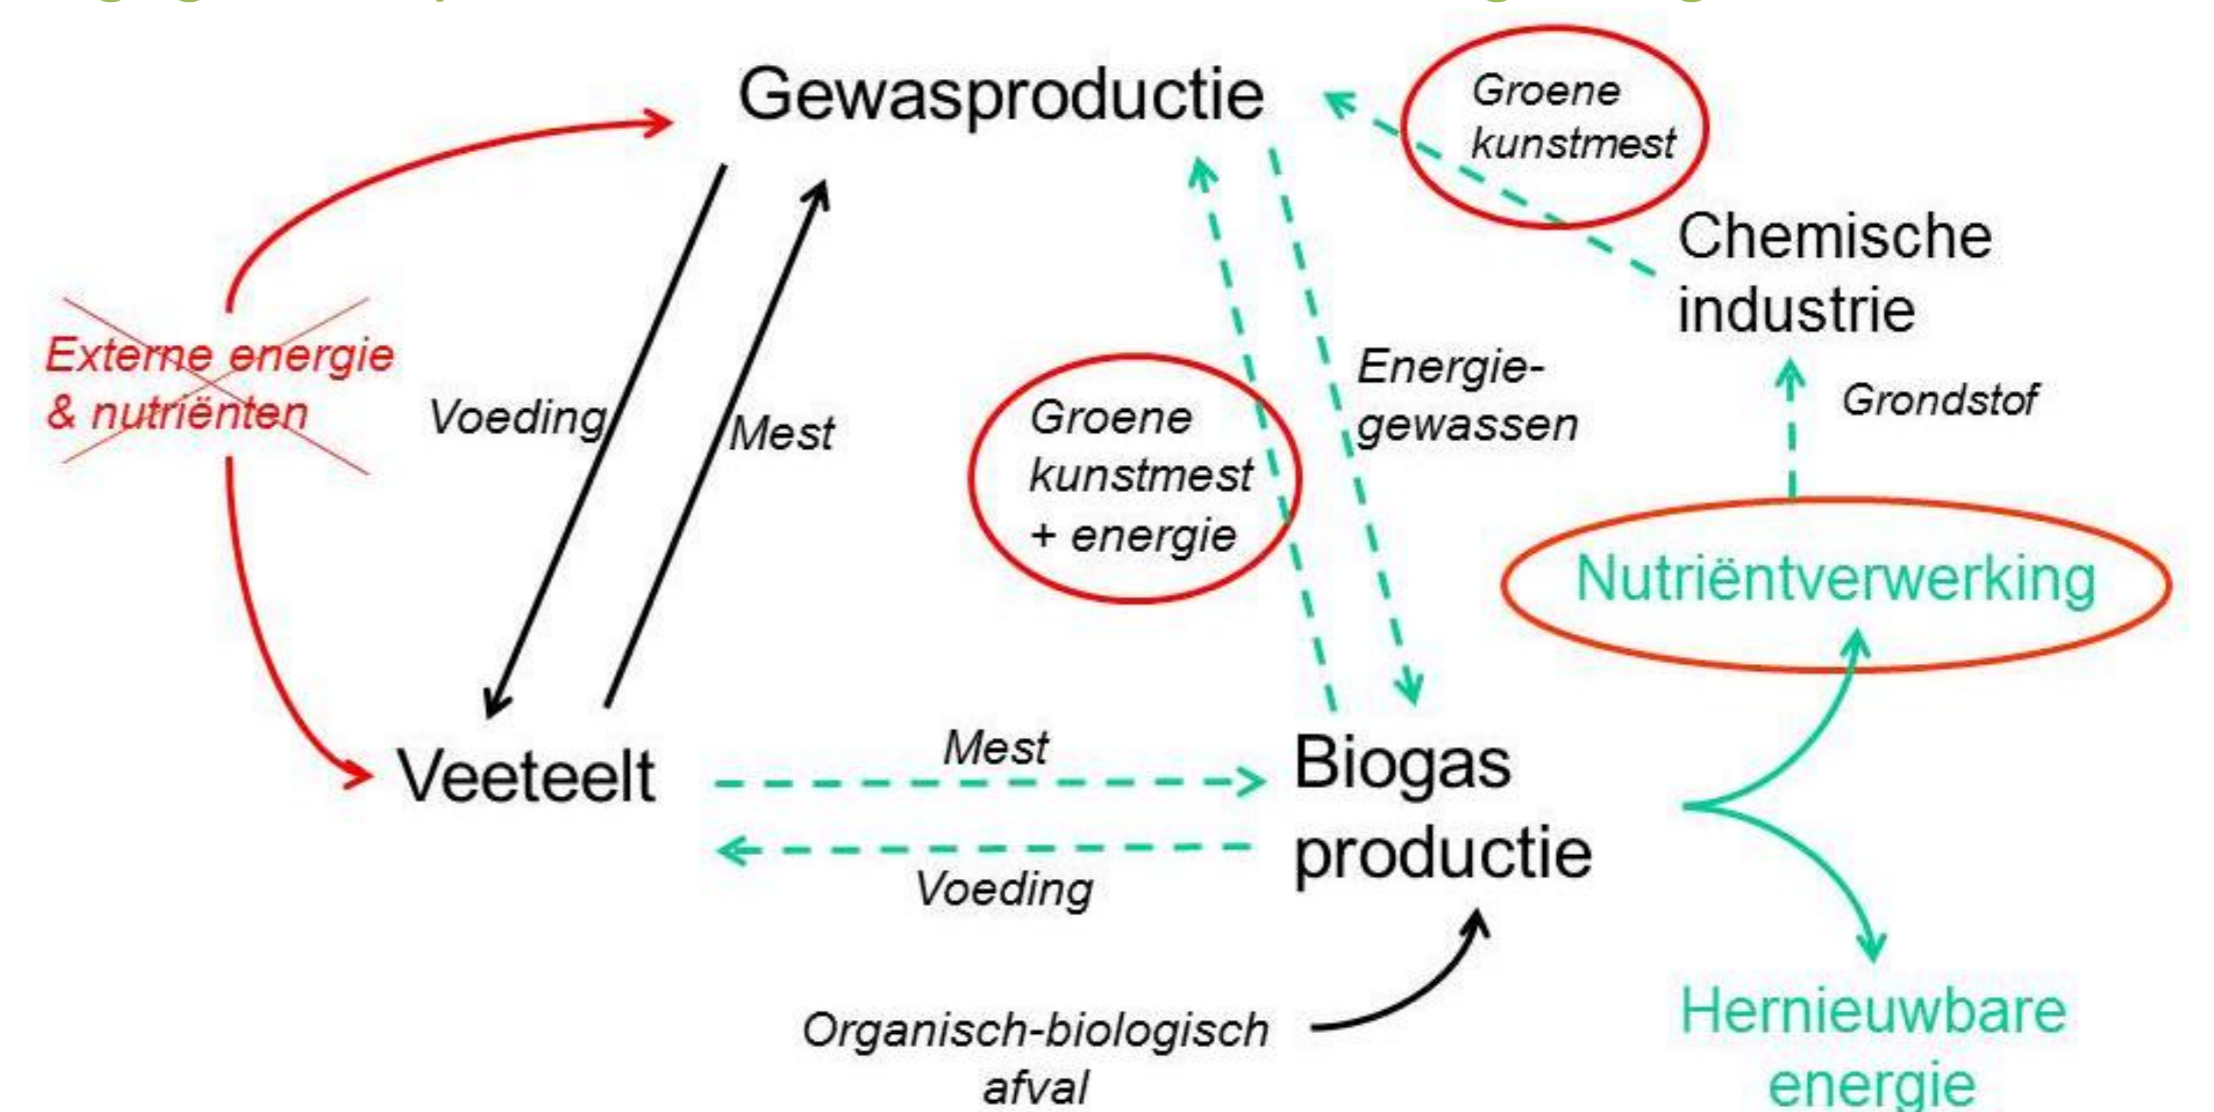 Gewasproductie
Groene
kunstmest
Chemische
industrie
Externe energie
& nutriënten
Voeding
Mest
Groene
kunstmest
+ energie
Energie-
gewassen
Grondstof
Nutriëntverwerking
Veeteelt
Mest
Voeding
Biogas
productie
Organisch-biologisch
afval
Hernieuwbare
energie